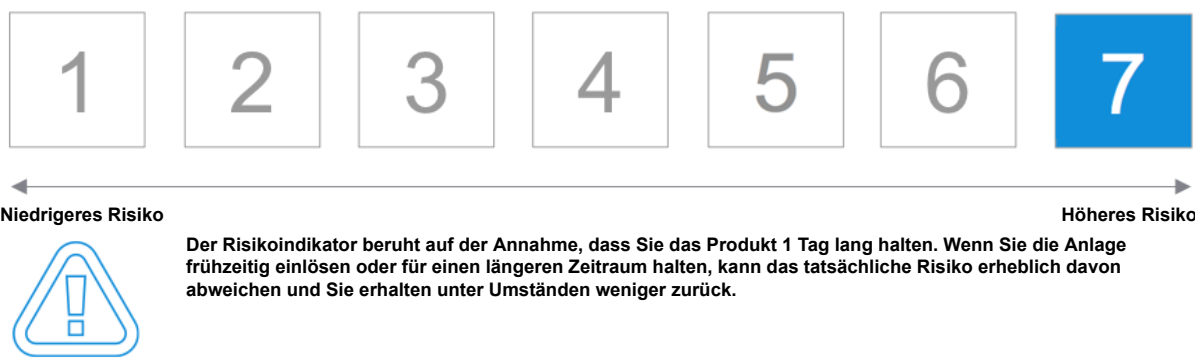 1 2 3 4 5 6 7
Niedrigeres Risiko Höheres Risiko
Der Risikoindikator beruht auf der Annahme, dass Sie das Produkt 1 Tag lang halten. Wenn Sie die Anlage
frühzeitig einlösen oder für einen längeren Zeitraum halten, kann das tatsächliche Risiko erheblich davon
abweichen und Sie erhalten unter Umständen weniger zurück.